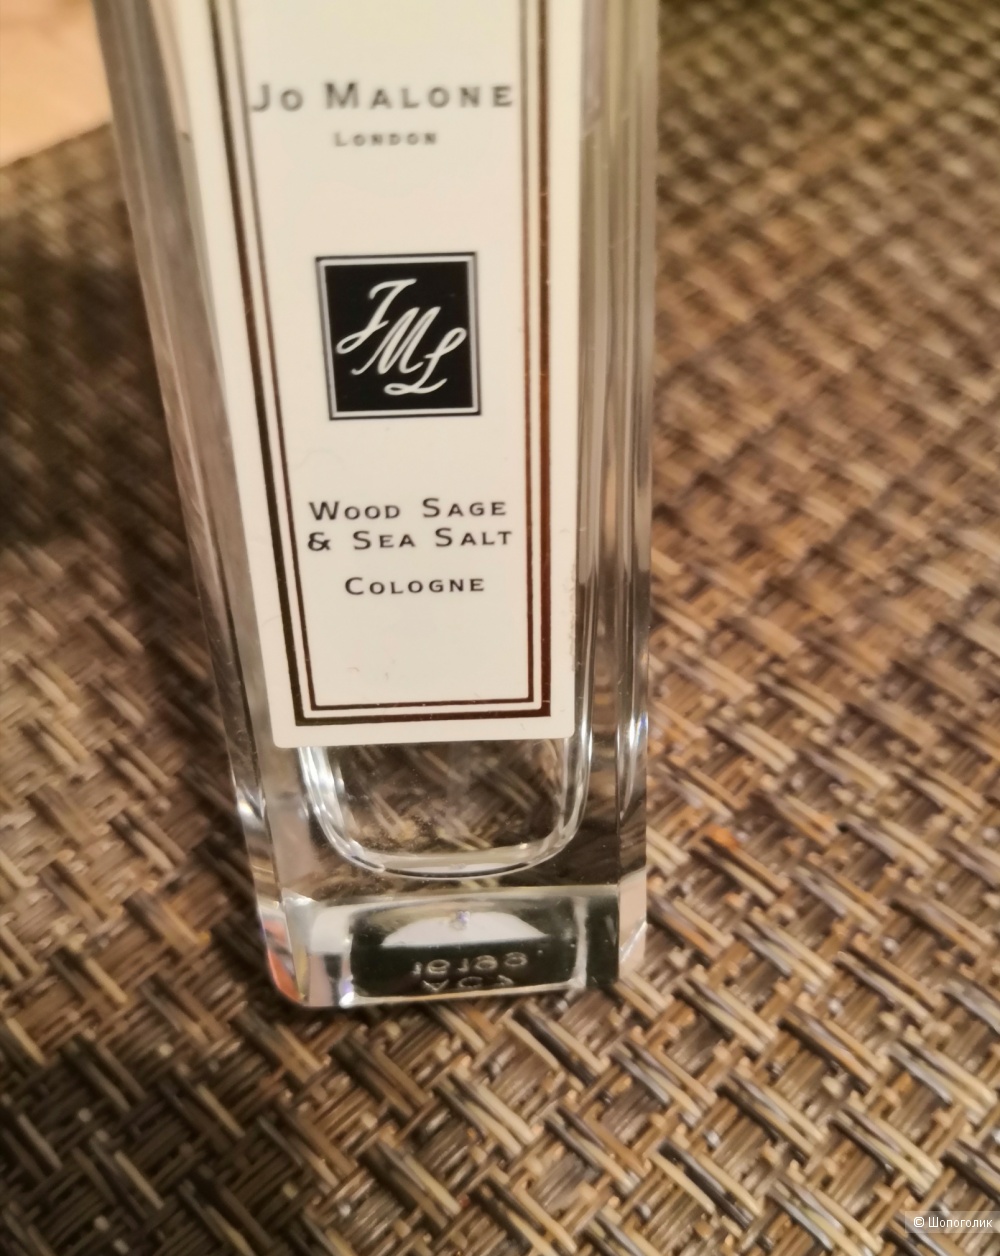 Jo Malone
London
JML
Wood Sage
& Sea Salt
Cologne
© Шопоголик